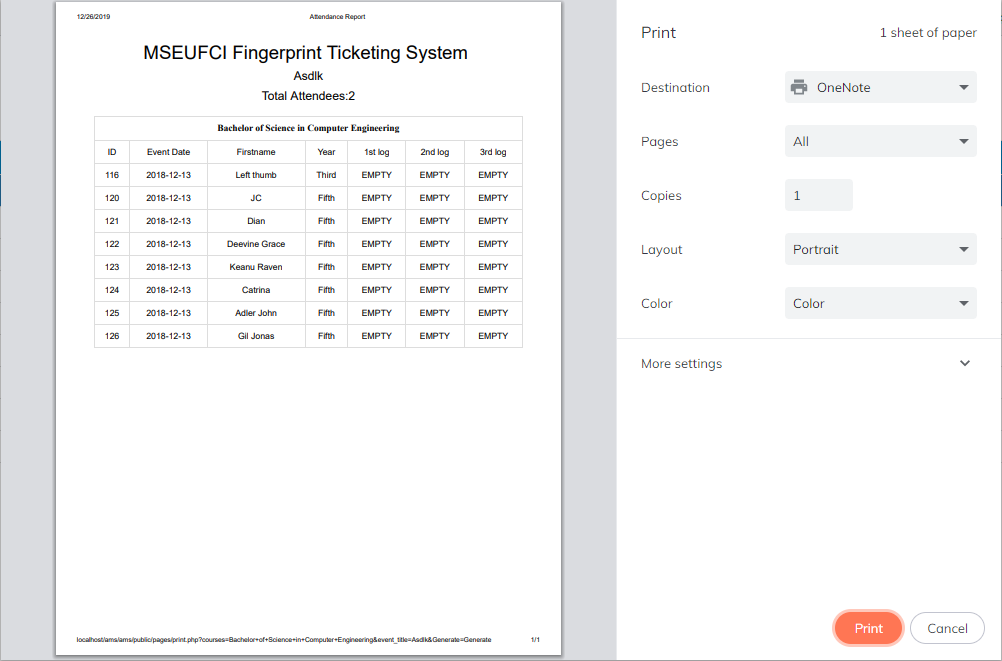 12/26/2019 Attendance Report
MSEUFCI Fingerprint Ticketing System
Asdlk
Total Attendees:2
Bachelor of Science in Computer Engineering
ID Event Date Firstname Year 1st log 2nd log 3rd log
116 2018-12-13 Left thumb Third EMPTY EMPTY EMPTY
120 2018-12-13 JC Fifth EMPTY EMPTY EMPTY
121 2018-12-13 Dian Fifth EMPTY EMPTY EMPTY
122 2018-12-13 Deevine Grace Fifth EMPTY EMPTY EMPTY
123 2018-12-13 Keanu Raven Fifth EMPTY EMPTY EMPTY
124 2018-12-13 Catrina Fifth EMPTY EMPTY EMPTY
125 2018-12-13 Adler John Fifth EMPTY EMPTY EMPTY
126 2018-12-13 Gil Jonas Fifth EMPTY EMPTY EMPTY
localhost/ams/ams/public/pages/print.php?courses=Bachelor+of+Science+in+Computer+Engineering&event_title=Asdlk&Generate=Generate 1/1
Print 1 sheet of paper
Destination OneNote
Pages All
Copies 1
Layout Portrait
Color Color
More settings
Print Cancel